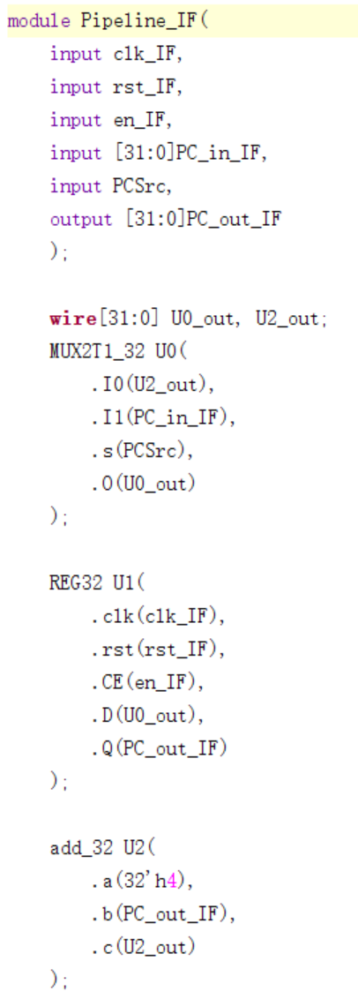 module Pipeline_IF(
    input clk_IF,
    input rst_IF,
    input en_IF,
    input [31:0]PC_in_IF,
    input PCSrc,
    output [31:0]PC_out_IF
    );

    wire[31:0] U0_out, U2_out;
    MUX2T1_32 U0(
        .I0(U2_out),
        .I1(PC_in_IF),
        .s(PCSrc),
        .O(U0_out)
    );

    REG32 U1(
        .clk(clk_IF),
        .rst(rst_IF),
        .CE(en_IF),
        .D(U0_out),
        .Q(PC_out_IF)
    );

    add_32 U2(
        .a(32'h4),
        .b(PC_out_IF),
        .c(U2_out)
    );